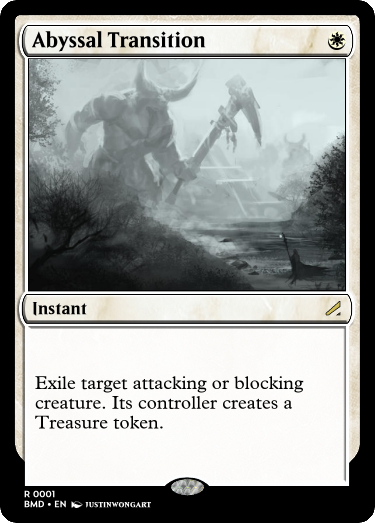 Abyssal Transition
Instant
Exile target attacking or blocking
creature. Its controller creates a
Treasure token.
R 0001
BMD • EN JUSTINWONGART